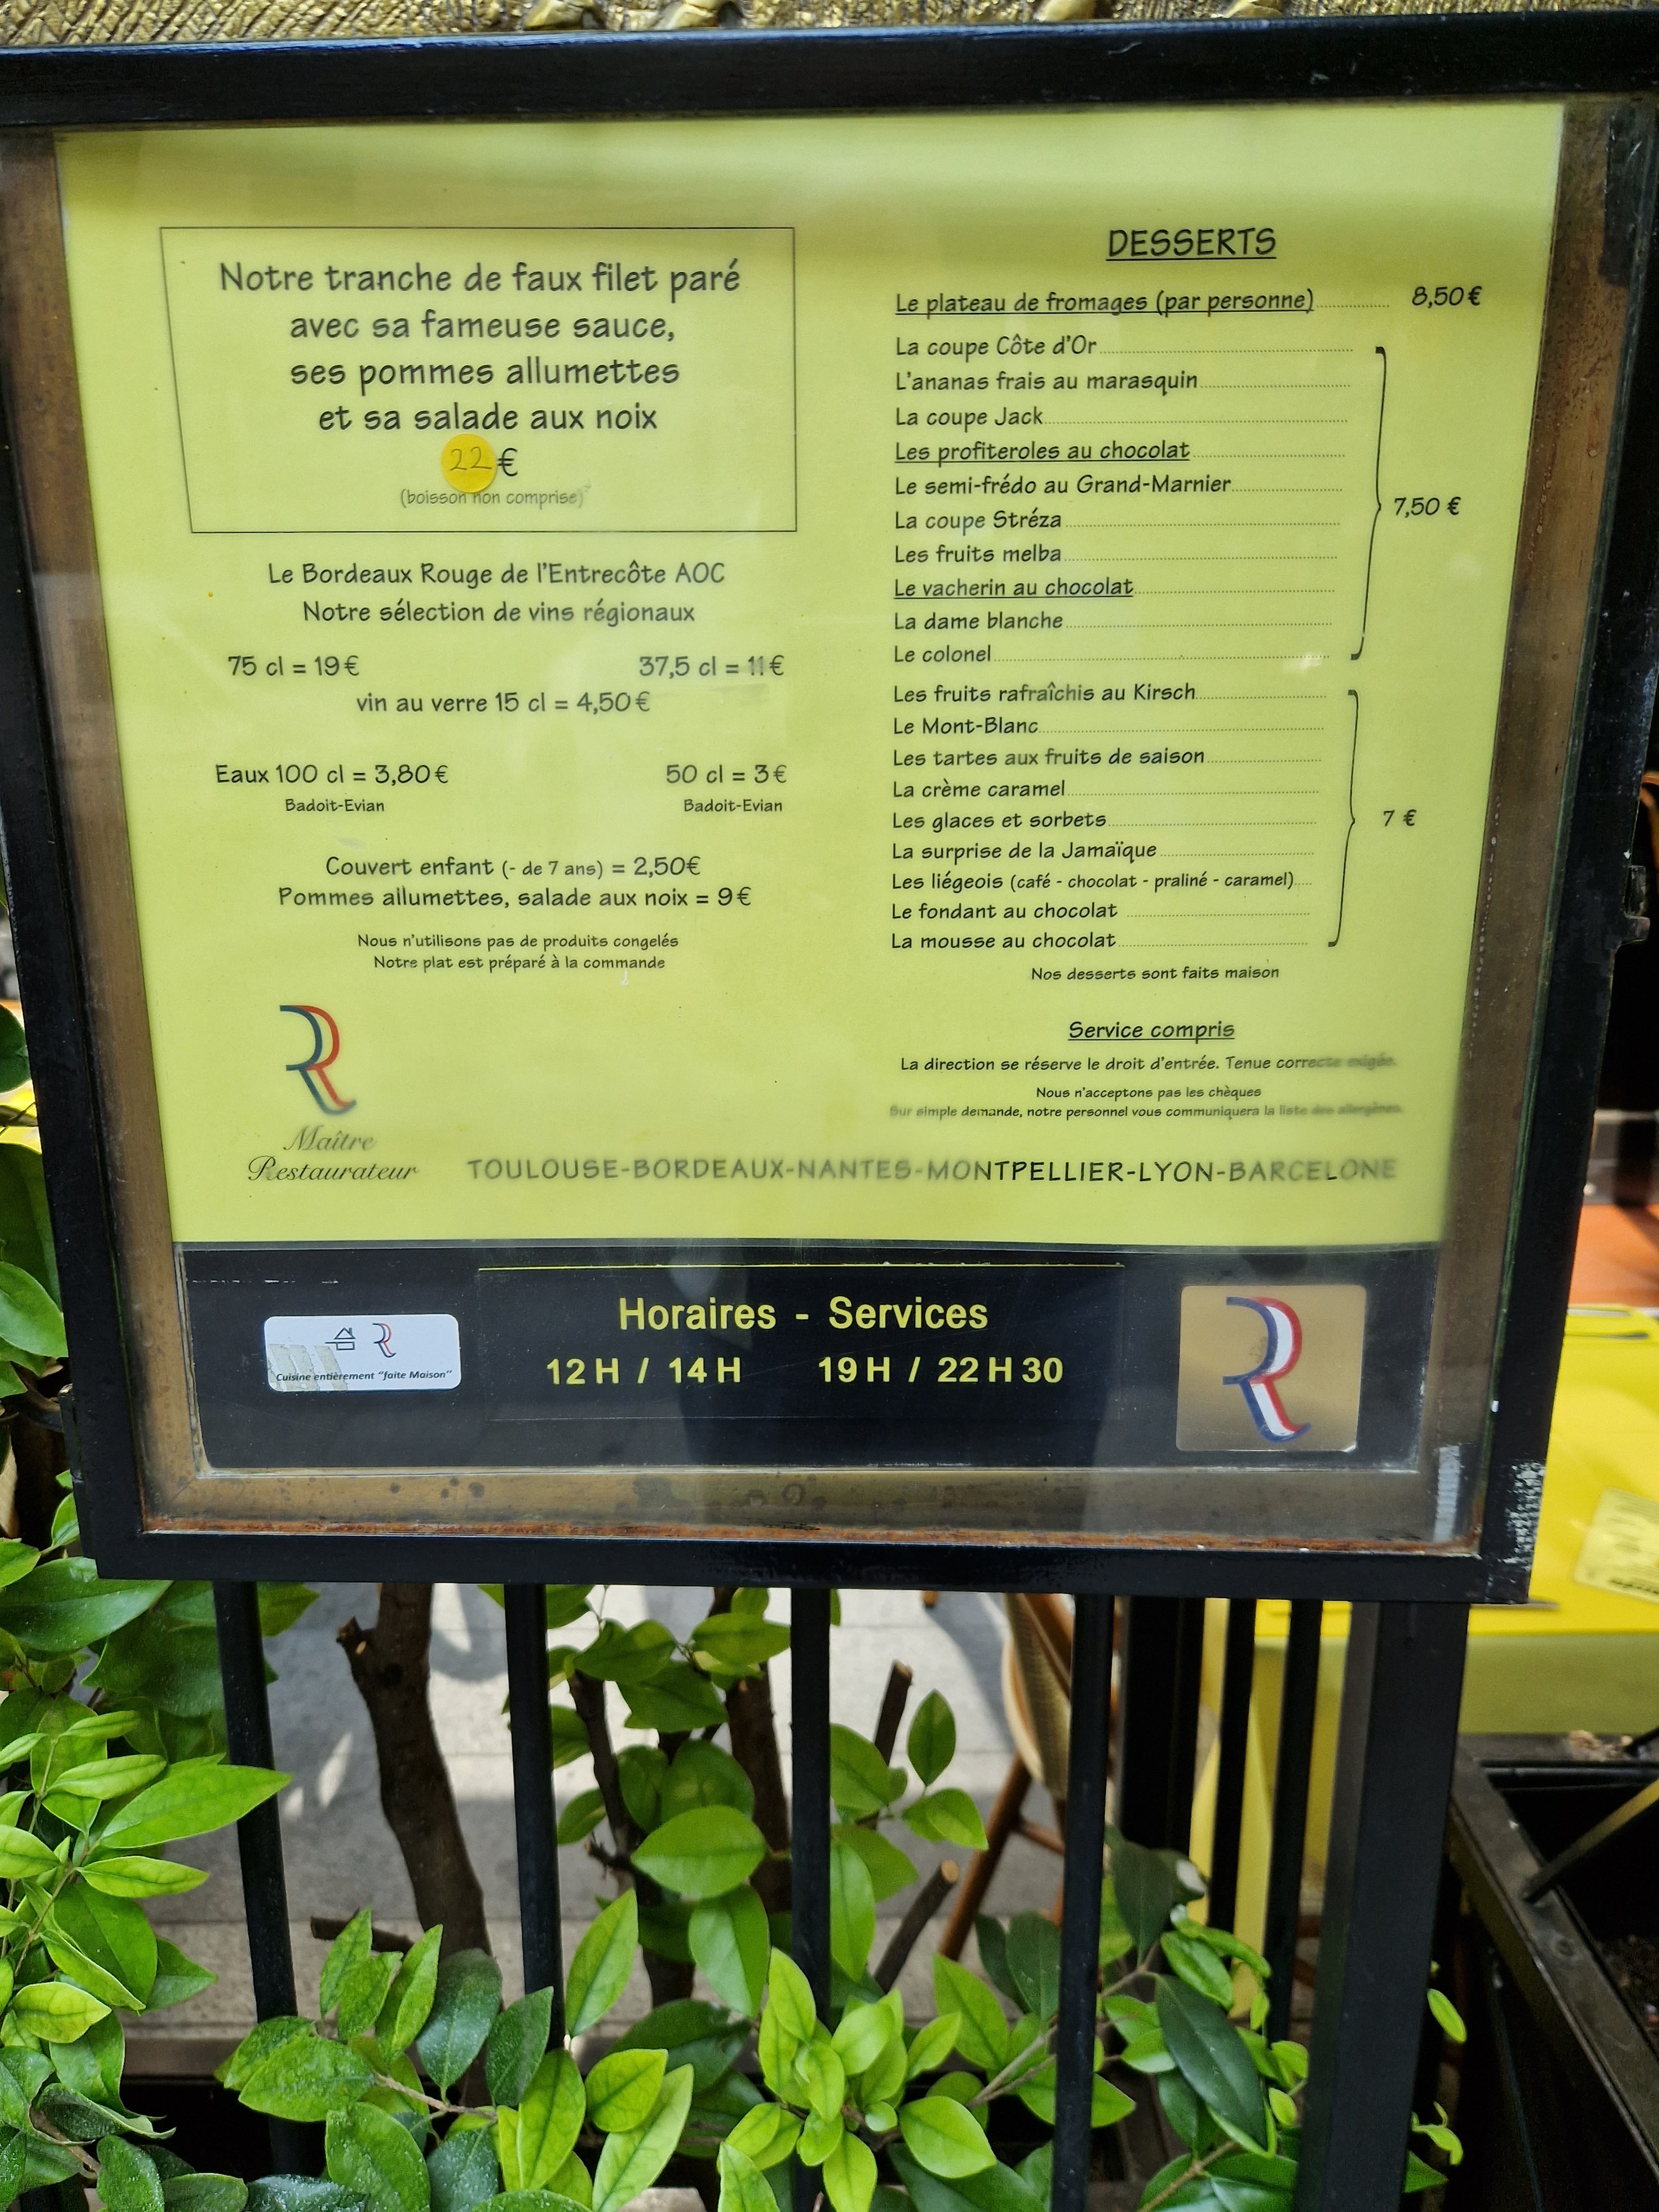 Notre tranche de faux filet paré
avec sa fameuse sauce,
ses pommes allumettes
et sa salade aux noix
22 €
(boisson non comprise)
Le Bordeaux Rouge de l'Entrecôte AOC
Notre sélection de vins régionaux
75 cl = 19 € 37,5 cl = 11 €
vin au verre 15 cl = 4,50 €
Eaux 100 cl = 3,80 € 50 cl = 3 €
Badoit-Evian Badoit-Evian
Couvert enfant (- de 7 ans) = 2,50€
Pommes allumettes, salade aux noix = 9 €
Nous n'utilisons pas de produits congelés
Notre plat est préparé à la commande
R
Maître
Restaurateur
DESSERTS
Le plateau de fromages (par personne) 8,50 €
La coupe Côte d'Or
L'ananas frais au marasquin
La coupe Jack
Les profiteroles au chocolat
Le semi-frédo au Grand-Marnier
La coupe Stréza
7,50 €
Les fruits melba
Le vacherin au chocolat
La dame blanche
Le colonel
Les fruits rafraîchis au Kirsch
Le Mont-Blanc
Les tartes aux fruits de saison
La crème caramel
Les glaces et sorbets
7 €
La surprise de la Jamaïque
Les liégeois (café - chocolat - praliné - caramel)
Le fondant au chocolat
La mousse au chocolat
Nos desserts sont faits maison
Service compris
La direction se réserve le droit d'entrée. Tenue correcte exigée.
Nous n'acceptons pas les chèques
Sur simple demande, notre personnel vous communiquera la liste des allergènes.
TOULOUSE-BORDEAUX-NANTES-MONTPELLIER-LYON-BARCELONE
R
Cuisine entièrement "faite Maison"
Horaires - Services
12 H / 14 H 19 H / 22 H 30
R